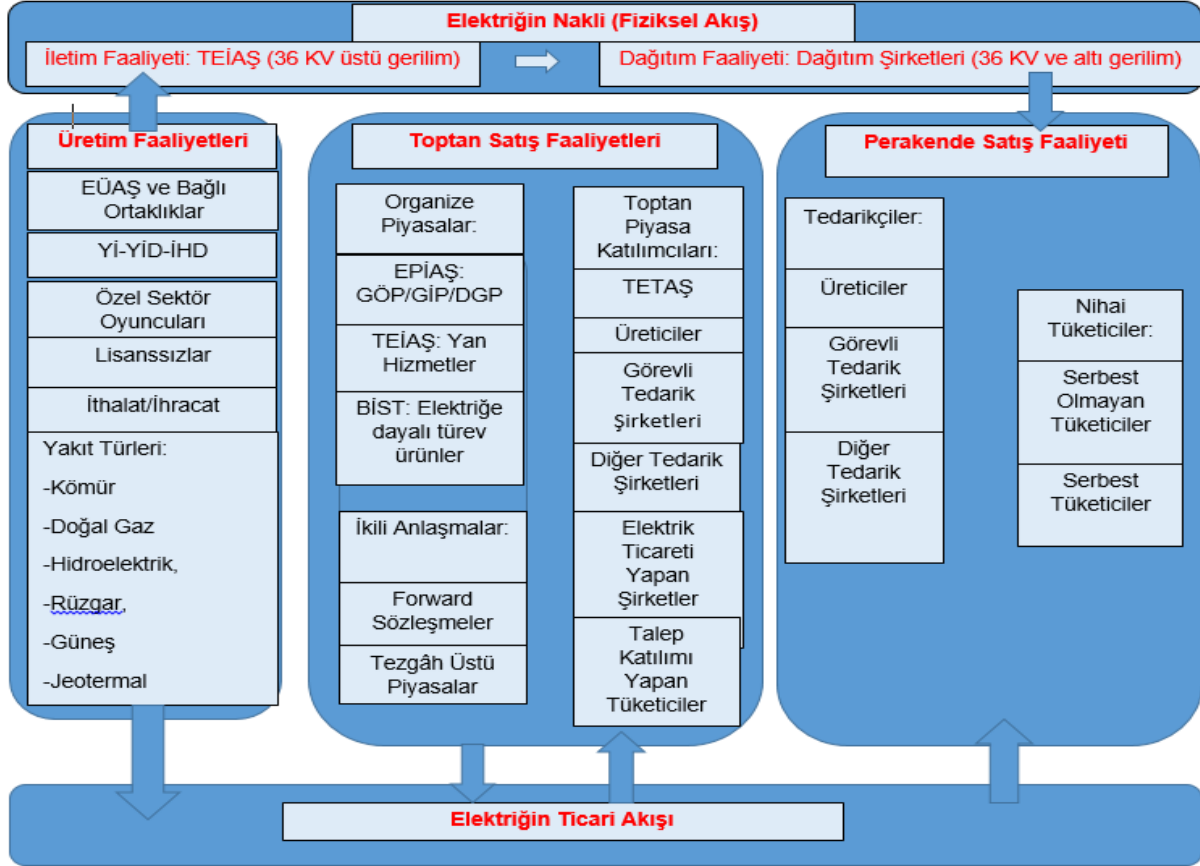 Elektriğin Nakli (Fiziksel Akış)
İletim Faaliyeti: TEİAŞ (36 KV üstü gerilim)
Dağıtım Faaliyeti: Dağıtım Şirketleri (36 KV ve altı gerilim)
Üretim Faaliyetleri
EÜAŞ ve Bağlı
Ortaklıklar
Yİ-YİD-İHD
Özel Sektör
Oyuncuları
Lisanssızlar
İthalat/İhracat
Yakıt Türleri:
-Kömür
-Doğal Gaz
-Hidroelektrik,
-Rüzgar,
-Güneş
-Jeotermal
Toptan Satış Faaliyetleri
Organize
Piyasalar:
EPİAŞ:
GÖP/GİP/DGP
TEİAŞ: Yan
Hizmetler
BİST: Elektriğe
dayalı türev
ürünler
İkili Anlaşmalar:
Forward
Sözleşmeler
Tezgâh Üstü
Piyasalar
Toptan
Piyasa
Katılımcıları:
TETAŞ
Üreticiler
Görevli
Tedarik
Şirketleri
Diğer Tedarik
Şirketleri
Elektrik
Ticareti
Yapan
Şirketler
Talep
Katılımı
Yapan
Tüketiciler
Perakende Satış Faaliyeti
Tedarikçiler:
Üreticiler
Görevli
Tedarik
Şirketleri
Diğer
Tedarik
Şirketleri
Nihai
Tüketiciler:
Serbest
Olmayan
Tüketiciler
Serbest
Tüketiciler
Elektriğin Ticari Akışı